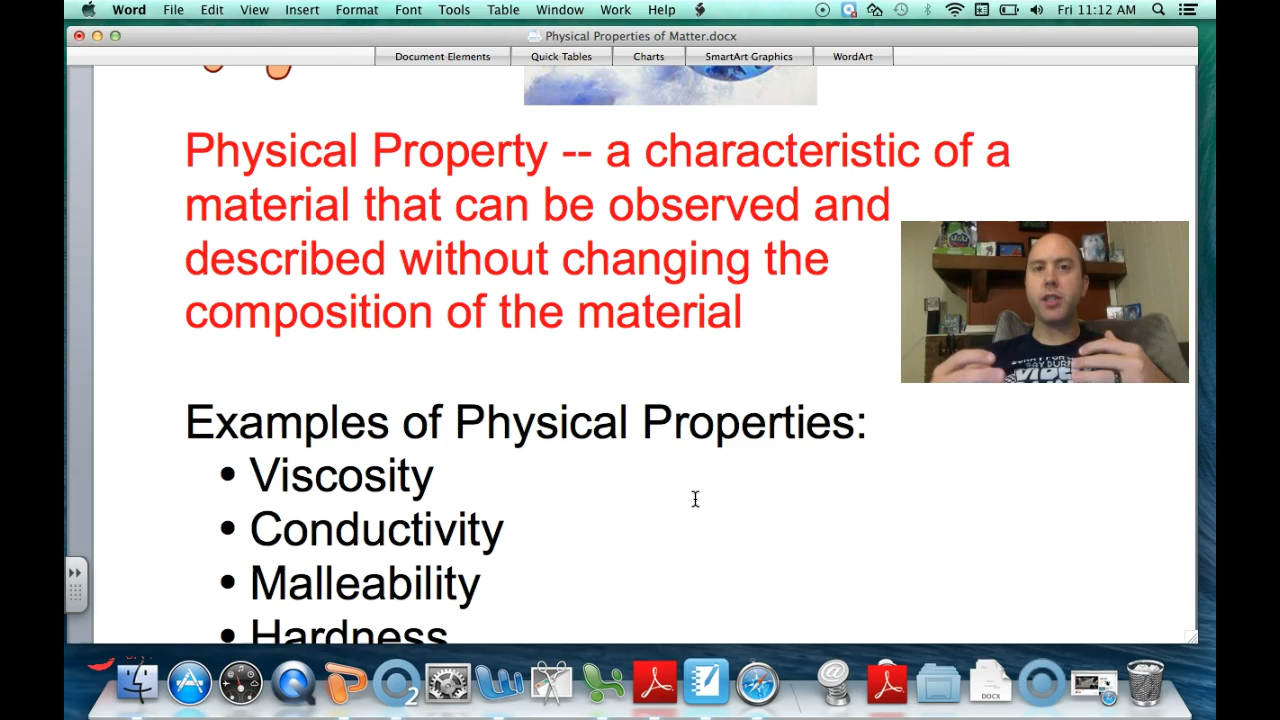 Word File Edit View Insert Format Font Tools Table Window Work Help Fri 11:12 AM
Physical Properties of Matter.docx
Document Elements Quick Tables Charts SmartArt Graphics WordArt
Physical Property -- a characteristic of a
material that can be observed and
described without changing the
composition of the material
Examples of Physical Properties:
• Viscosity
• Conductivity
• Malleability
• Hardness
2
DOCX